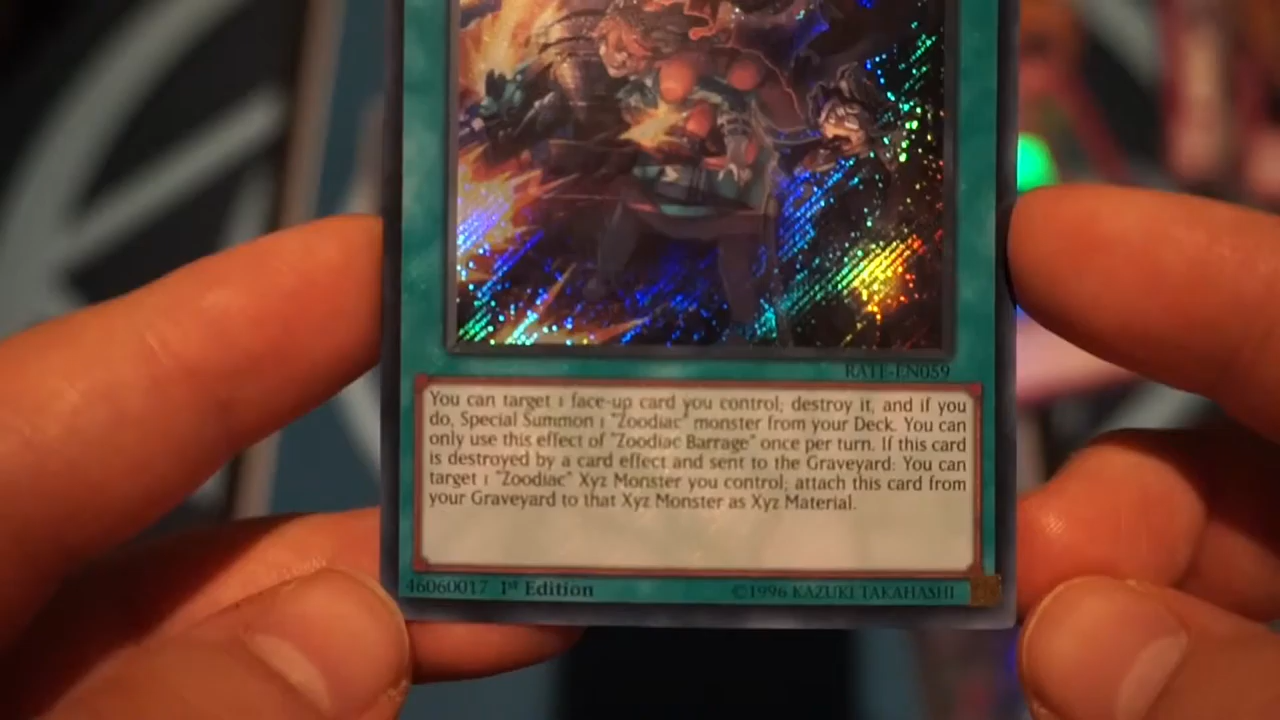 RATE-EN059
You can target 1 face-up card you control; destroy it, and if you
do, Special Summon 1 "Zoodiac" monster from your Deck. You can
only use this effect of "Zoodiac Barrage" once per turn. If this card
is destroyed by a card effect and sent to the Graveyard: You can
target 1 "Zoodiac" Xyz Monster you control; attach this card from
your Graveyard to that Xyz Monster as Xyz Material.
46060017 1st Edition
©1996 KAZUKI TAKAHASHI